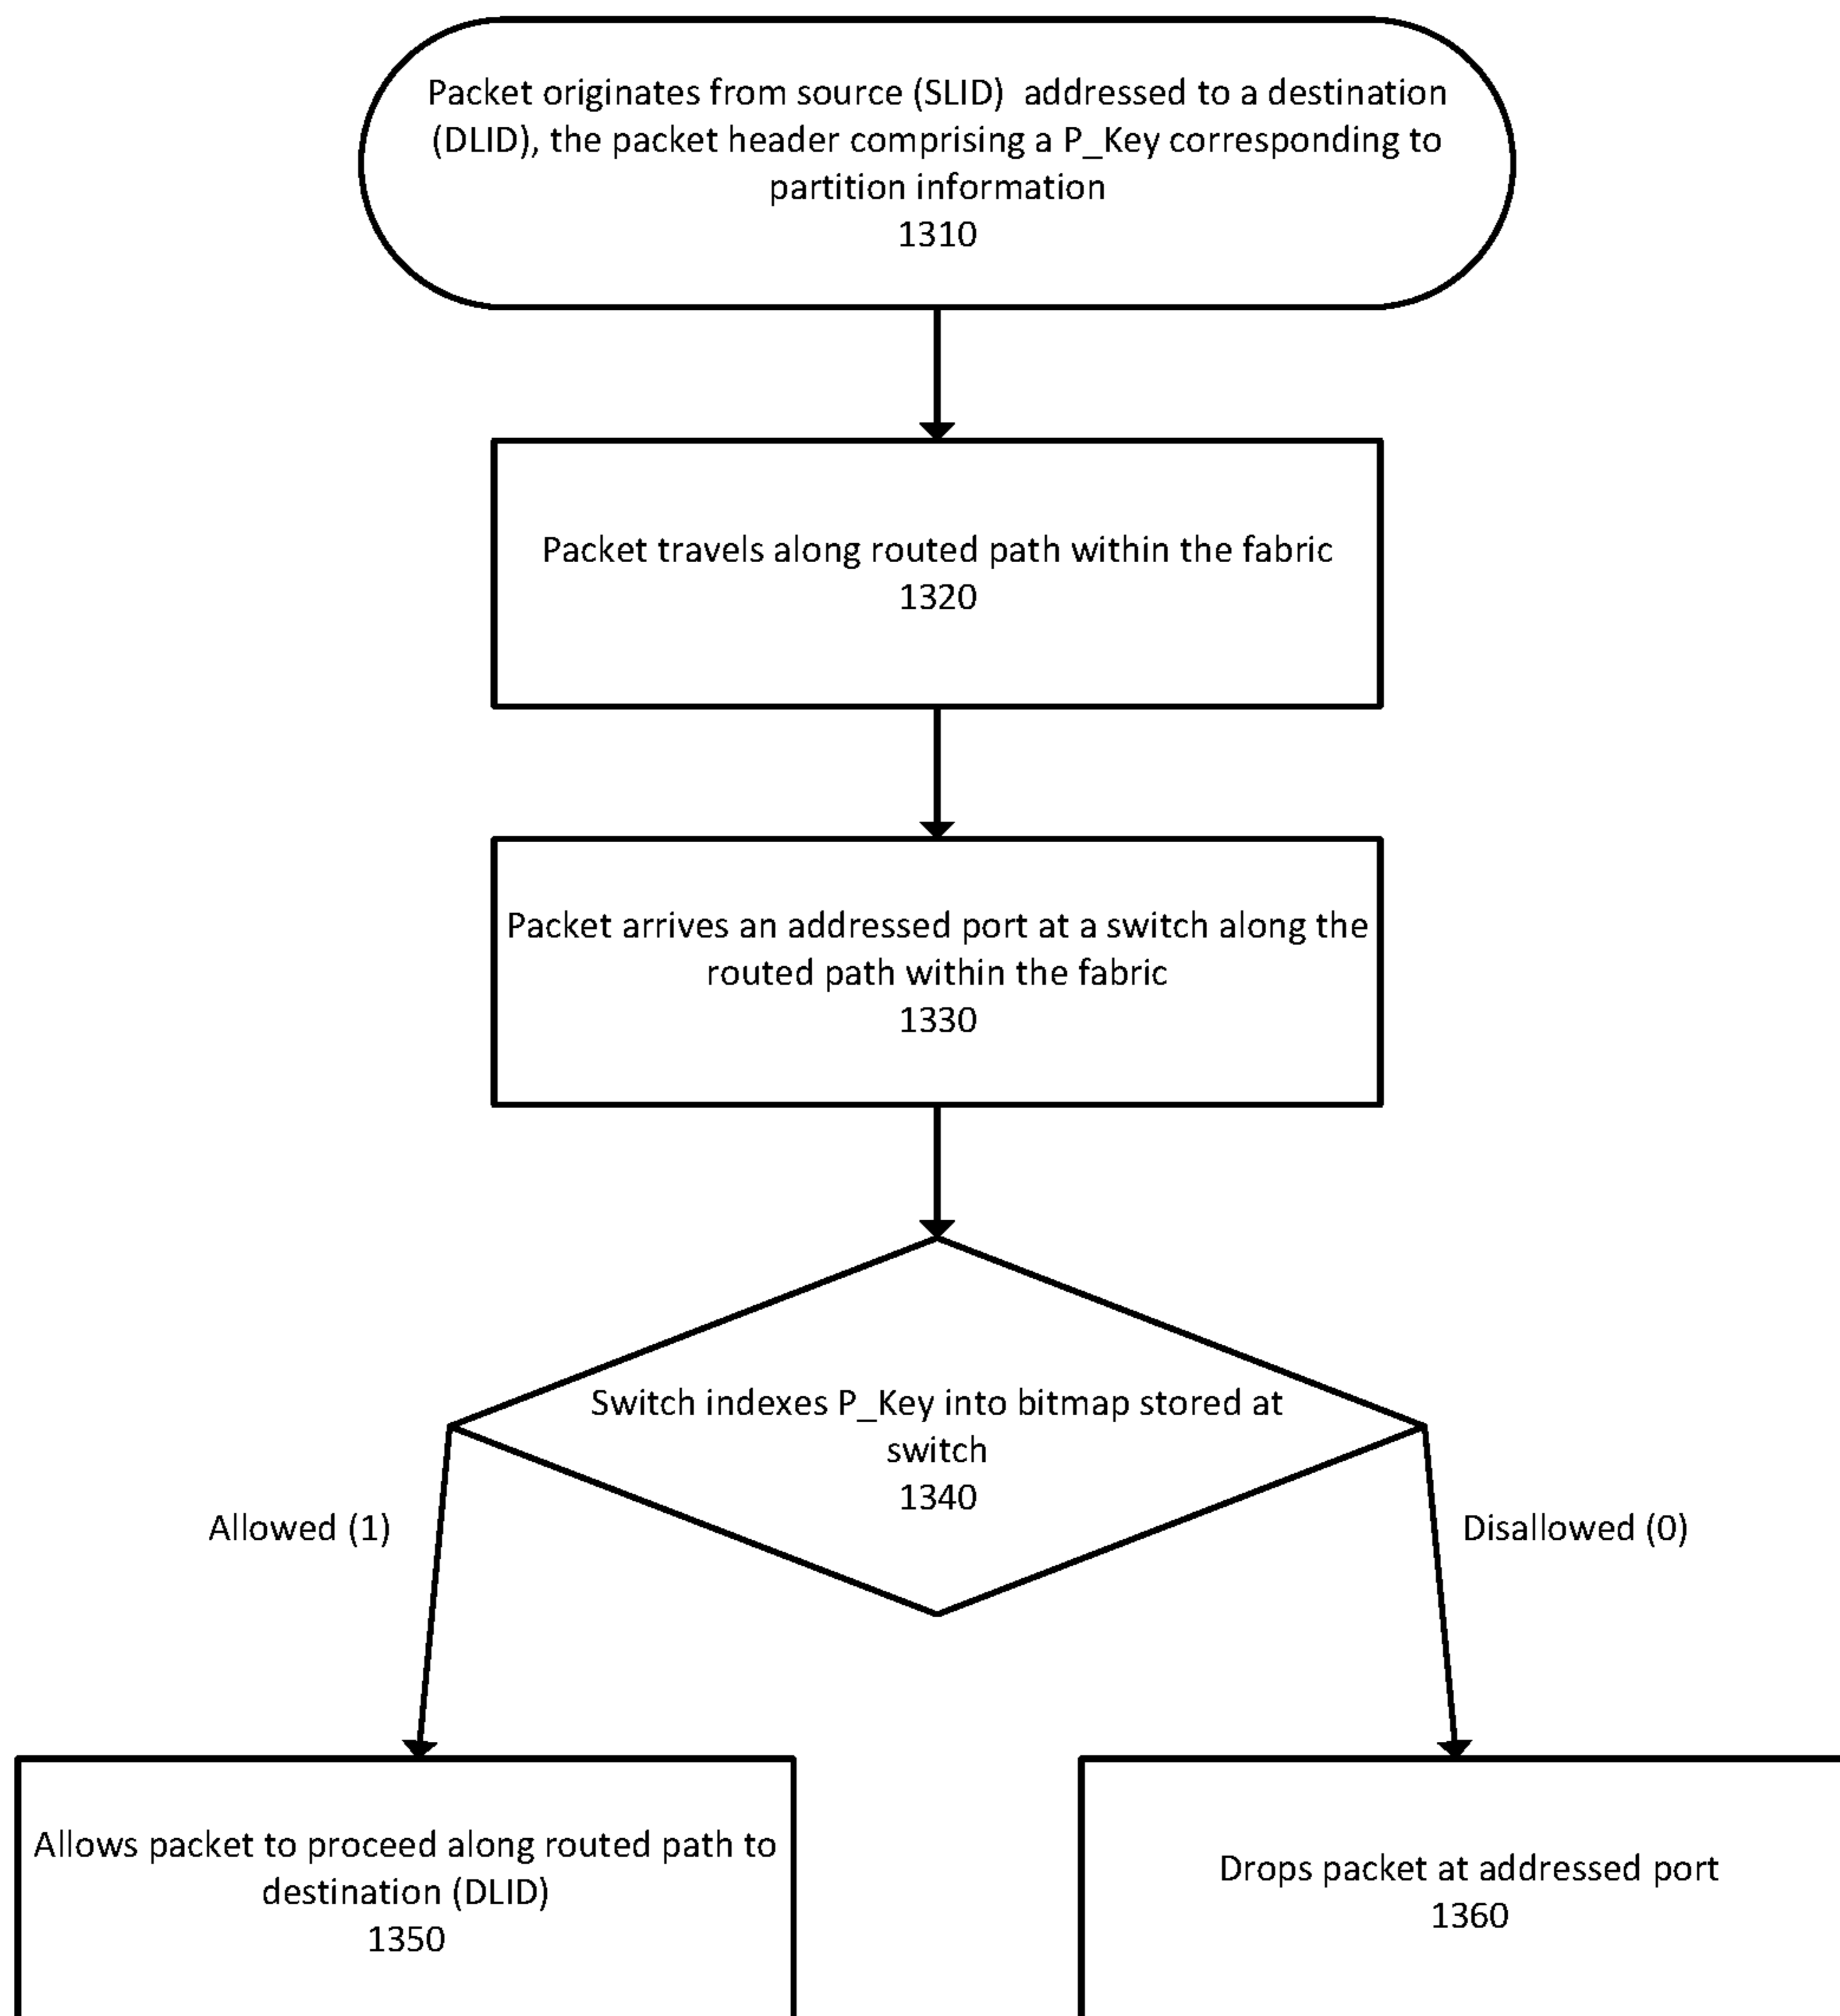 Packet originates from source (SLID) addressed to a destination
(DLID), the packet header comprising a P_Key corresponding to
partition information
1310
Packet travels along routed path within the fabric
1320
Packet arrives an addressed port at a switch along the
routed path within the fabric
1330
Switch indexes P_Key into bitmap stored at
switch
1340
Allowed (1)
Disallowed (0)
Allows packet to proceed along routed path to
destination (DLID)
1350
Drops packet at addressed port
1360